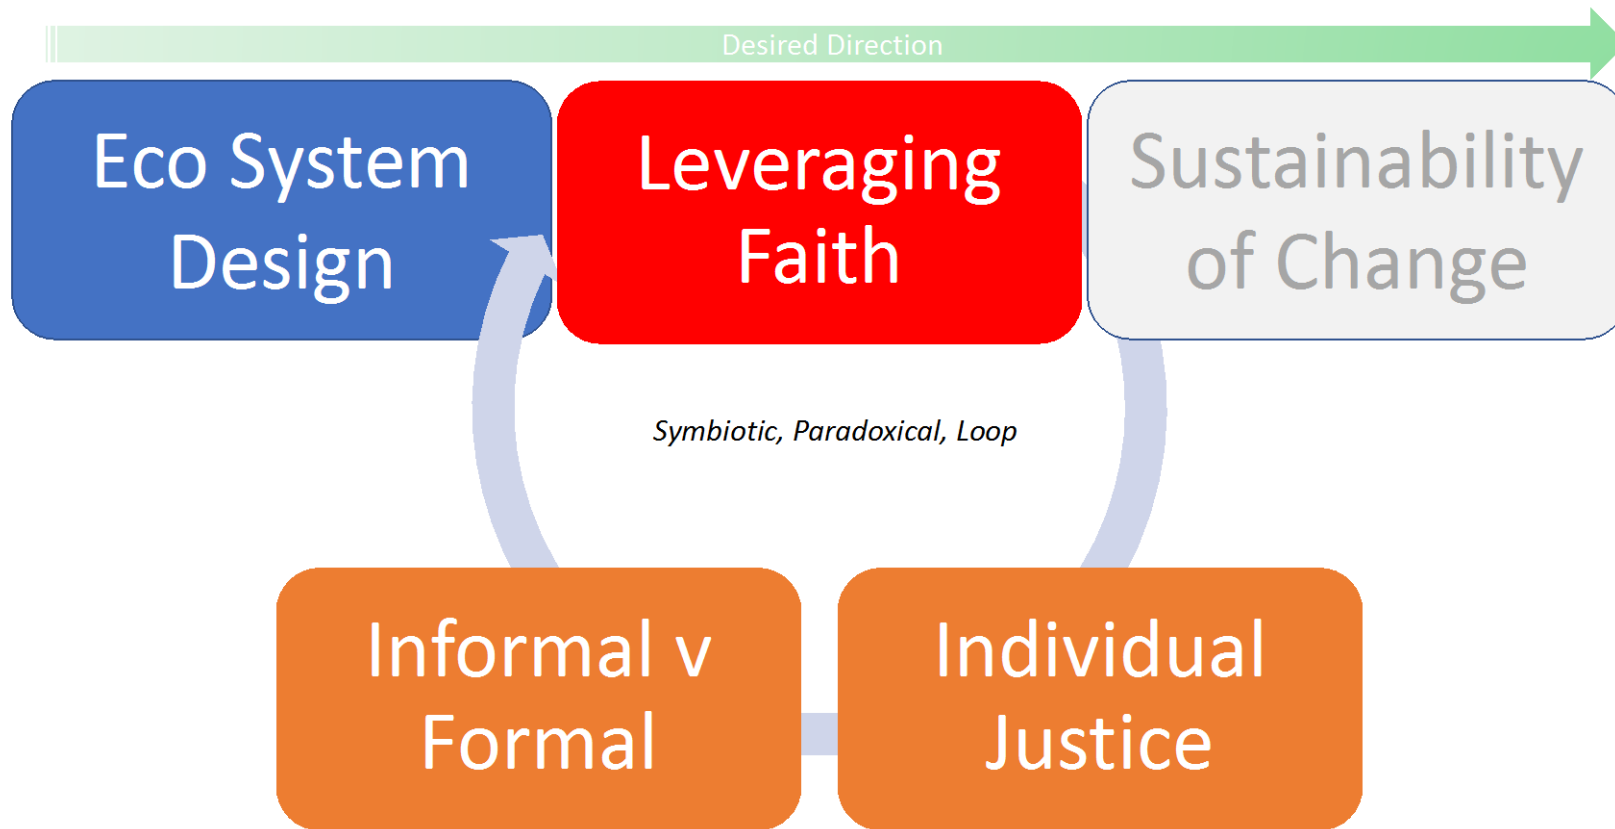 Desired Direction
Eco System
Design
Leveraging
Faith
Sustainability
of Change
Symbiotic, Paradoxical, Loop
Informal v
Formal
Individual
Justice